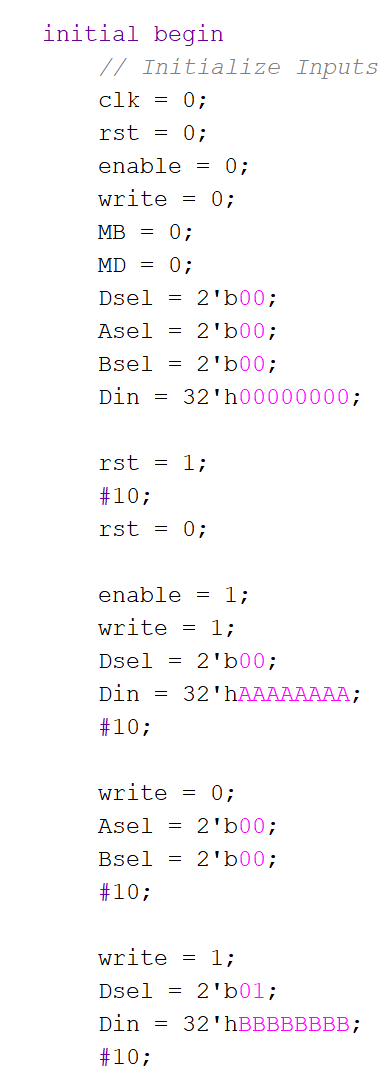 initial begin
// Initialize Inputs
clk = 0;
rst = 0;
enable = 0;
write = 0;
MB = 0;
MD = 0;
Dsel = 2'b00;
Asel = 2'b00;
Bsel = 2'b00;
Din = 32'h00000000;
rst = 1;
#10;
rst = 0;
enable = 1;
write = 1;
Dsel = 2'b00;
Din = 32'hAAAAAAAA;
#10;
write = 0;
Asel = 2'b00;
Bsel = 2'b00;
#10;
write = 1;
Dsel = 2'b01;
Din = 32'hBBBBBBBB;
#10;